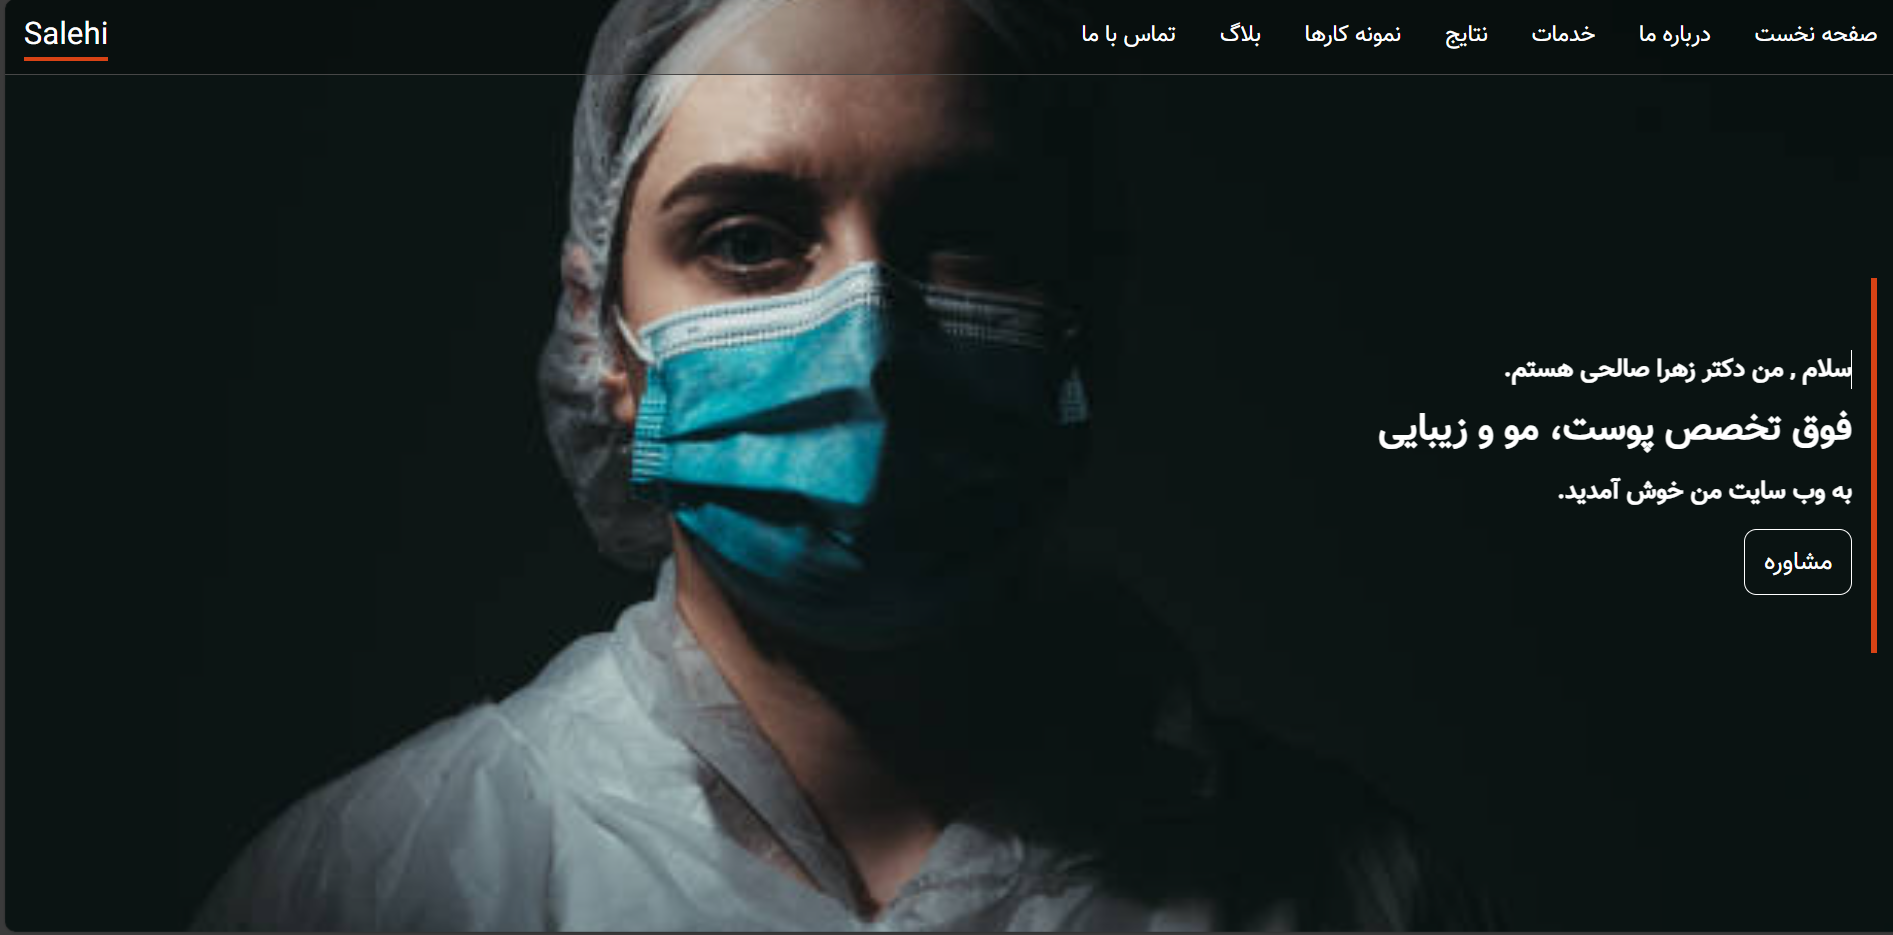 صفحه نخست درباره ما خدمات نتایج نمونه کارها بلاگ تماس با ما
Salehi
سلام , من دکتر زهرا صالحی هستم.
فوق تخصص پوست، مو و زیبایی
به وب سایت من خوش آمدید.
مشاوره